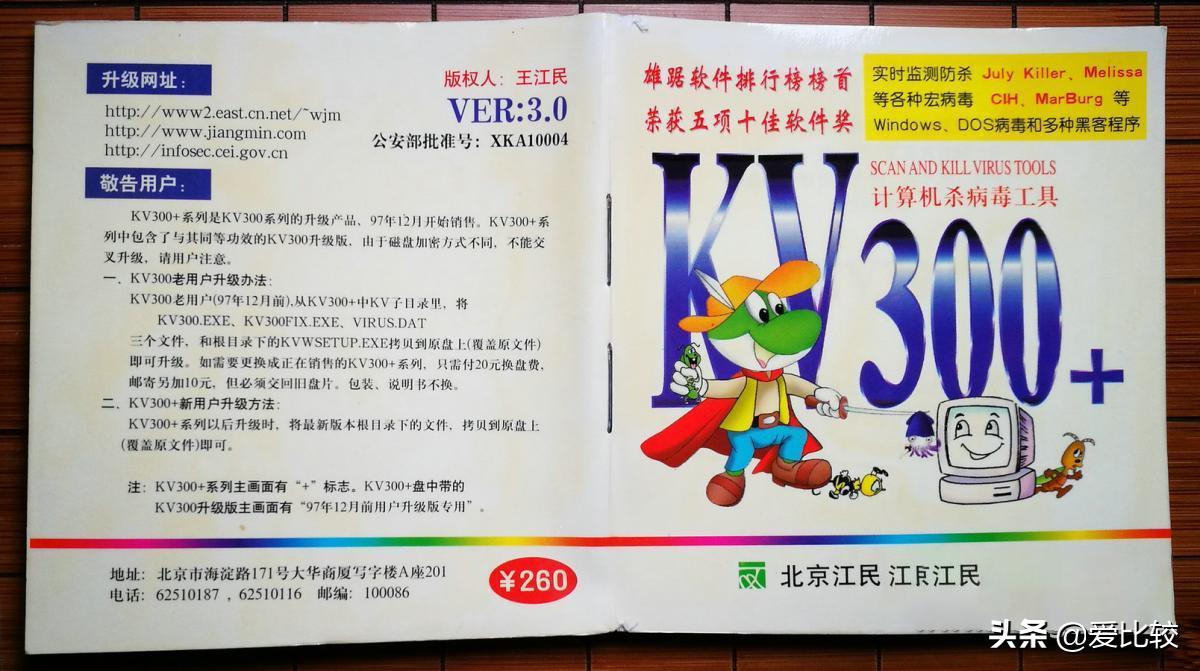 升级网址：
http://www2.east.cn.net/~wjm
http://www.jiangmin.com
http://infosec.cei.gov.cn
版权人：王江民
VER:3.0
公安部批准号：XKA10004
敬告用户：
KV300+系列是KV300系列的升级产品、97年12月开始销售。KV300+系
列中包含了与其同等功效的KV300升级版，由于磁盘加密方式不同，不能交
叉升级，请用户注意。
一、KV300老用户升级办法：
KV300老用户(97年12月前),从KV300+中KV子目录里，将
KV300.EXE、KV300FIX.EXE、VIRUS.DAT
三个文件，和根目录下的KVWSETUP.EXE拷贝到原盘上(覆盖原文件)
即可升级。如需要更换成正在销售的KV300+系列，只需付20元换盘费，
邮寄另加10元，但必须交回旧盘片。包装、说明书不换。
二、KV300+新用户升级方法：
KV300+系列以后升级时，将最新版本根目录下的文件，拷贝到原盘上
(覆盖原文件)即可。
注：KV300+系列主画面有“+”标志。KV300+盘中带的
KV300升级版主画面有“97年12月前用户升级版专用”。
地址：北京市海淀路171号大华商厦写字楼A座201
电话：62510187，62510116 邮编：100086
¥260
雄踞软件排行榜榜首
荣获五项十佳软件奖
实时监测防杀 July Killer、Melissa
等各种宏病毒 CIH、MarBurg 等
Windows、DOS病毒和多种黑客程序
SCAN AND KILL VIRUS TOOLS
计算机杀病毒工具
KV300+
北京江民 江民江民
头条 @爱比较